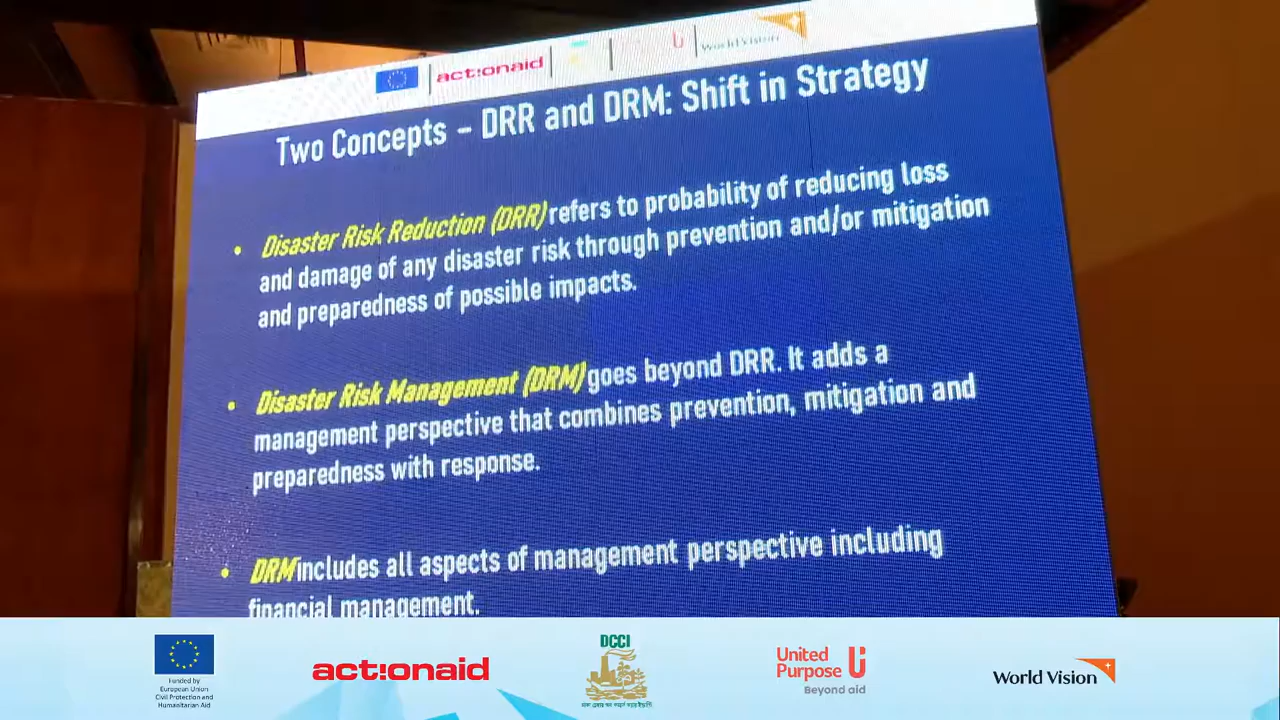 act:onaid
World Vision
Two Concepts – DRR and DRM: Shift in Strategy
• Disaster Risk Reduction (DRR) refers to probability of reducing loss
and damage of any disaster risk through prevention and/or mitigation
and preparedness of possible impacts.
• Disaster Risk Management (DRM) goes beyond DRR. It adds a
management perspective that combines prevention, mitigation and
preparedness with response.
• DRM includes all aspects of management perspective including
financial management.
Funded by
European Union
Civil Protection and
Humanitarian Aid
act:onaid
DCCI
United
Purpose
Beyond aid
World Vision